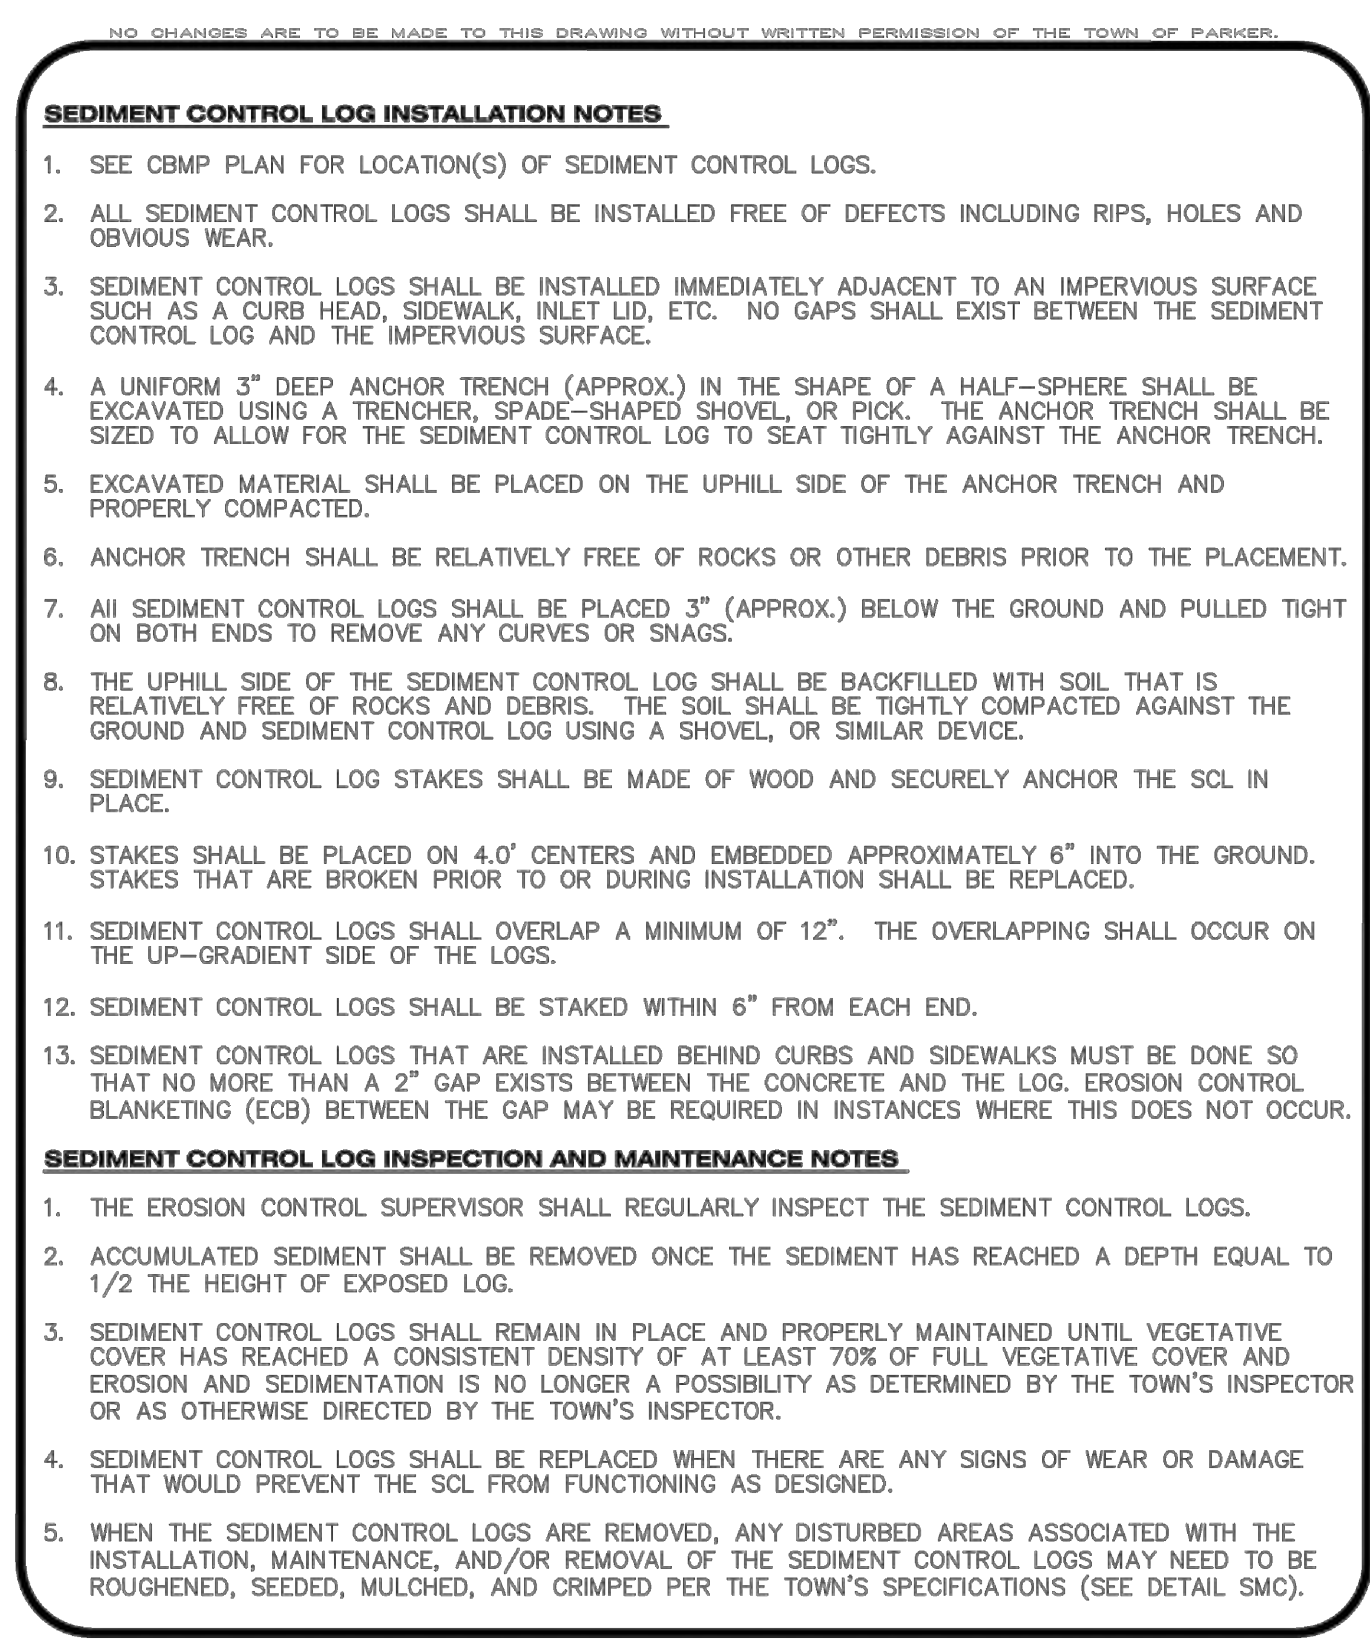 NO CHANGES ARE TO BE MADE TO THIS DRAWING WITHOUT WRITTEN PERMISSION OF THE TOWN OF PARKER.
SEDIMENT CONTROL LOG INSTALLATION NOTES
1. SEE CBMP PLAN FOR LOCATION(S) OF SEDIMENT CONTROL LOGS.
2. ALL SEDIMENT CONTROL LOGS SHALL BE INSTALLED FREE OF DEFECTS INCLUDING RIPS, HOLES AND
OBVIOUS WEAR.
3. SEDIMENT CONTROL LOGS SHALL BE INSTALLED IMMEDIATELY ADJACENT TO AN IMPERVIOUS SURFACE
SUCH AS A CURB HEAD, SIDEWALK, INLET LID, ETC. NO GAPS SHALL EXIST BETWEEN THE SEDIMENT
CONTROL LOG AND THE IMPERVIOUS SURFACE.
4. A UNIFORM 3" DEEP ANCHOR TRENCH (APPROX.) IN THE SHAPE OF A HALF-SPHERE SHALL BE
EXCAVATED USING A TRENCHER, SPADE-SHAPED SHOVEL, OR PICK. THE ANCHOR TRENCH SHALL BE
SIZED TO ALLOW FOR THE SEDIMENT CONTROL LOG TO SEAT TIGHTLY AGAINST THE ANCHOR TRENCH.
5. EXCAVATED MATERIAL SHALL BE PLACED ON THE UPHILL SIDE OF THE ANCHOR TRENCH AND
PROPERLY COMPACTED.
6. ANCHOR TRENCH SHALL BE RELATIVELY FREE OF ROCKS OR OTHER DEBRIS PRIOR TO THE PLACEMENT.
7. All SEDIMENT CONTROL LOGS SHALL BE PLACED 3" (APPROX.) BELOW THE GROUND AND PULLED TIGHT
ON BOTH ENDS TO REMOVE ANY CURVES OR SNAGS.
8. THE UPHILL SIDE OF THE SEDIMENT CONTROL LOG SHALL BE BACKFILLED WITH SOIL THAT IS
RELATIVELY FREE OF ROCKS AND DEBRIS. THE SOIL SHALL BE TIGHTLY COMPACTED AGAINST THE
GROUND AND SEDIMENT CONTROL LOG USING A SHOVEL, OR SIMILAR DEVICE.
9. SEDIMENT CONTROL LOG STAKES SHALL BE MADE OF WOOD AND SECURELY ANCHOR THE SCL IN
PLACE.
10. STAKES SHALL BE PLACED ON 4.0' CENTERS AND EMBEDDED APPROXIMATELY 6" INTO THE GROUND.
STAKES THAT ARE BROKEN PRIOR TO OR DURING INSTALLATION SHALL BE REPLACED.
11. SEDIMENT CONTROL LOGS SHALL OVERLAP A MINIMUM OF 12". THE OVERLAPPING SHALL OCCUR ON
THE UP-GRADIENT SIDE OF THE LOGS.
12. SEDIMENT CONTROL LOGS SHALL BE STAKED WITHIN 6" FROM EACH END.
13. SEDIMENT CONTROL LOGS THAT ARE INSTALLED BEHIND CURBS AND SIDEWALKS MUST BE DONE SO
THAT NO MORE THAN A 2" GAP EXISTS BETWEEN THE CONCRETE AND THE LOG. EROSION CONTROL
BLANKETING (ECB) BETWEEN THE GAP MAY BE REQUIRED IN INSTANCES WHERE THIS DOES NOT OCCUR.
SEDIMENT CONTROL LOG INSPECTION AND MAINTENANCE NOTES
1. THE EROSION CONTROL SUPERVISOR SHALL REGULARLY INSPECT THE SEDIMENT CONTROL LOGS.
2. ACCUMULATED SEDIMENT SHALL BE REMOVED ONCE THE SEDIMENT HAS REACHED A DEPTH EQUAL TO
1/2 THE HEIGHT OF EXPOSED LOG.
3. SEDIMENT CONTROL LOGS SHALL REMAIN IN PLACE AND PROPERLY MAINTAINED UNTIL VEGETATIVE
COVER HAS REACHED A CONSISTENT DENSITY OF AT LEAST 70% OF FULL VEGETATIVE COVER AND
EROSION AND SEDIMENTATION IS NO LONGER A POSSIBILITY AS DETERMINED BY THE TOWN'S INSPECTOR
OR AS OTHERWISE DIRECTED BY THE TOWN'S INSPECTOR.
4. SEDIMENT CONTROL LOGS SHALL BE REPLACED WHEN THERE ARE ANY SIGNS OF WEAR OR DAMAGE
THAT WOULD PREVENT THE SCL FROM FUNCTIONING AS DESIGNED.
5. WHEN THE SEDIMENT CONTROL LOGS ARE REMOVED, ANY DISTURBED AREAS ASSOCIATED WITH THE
INSTALLATION, MAINTENANCE, AND/OR REMOVAL OF THE SEDIMENT CONTROL LOGS MAY NEED TO BE
ROUGHENED, SEEDED, MULCHED, AND CRIMPED PER THE TOWN'S SPECIFICATIONS (SEE DETAIL SMC).